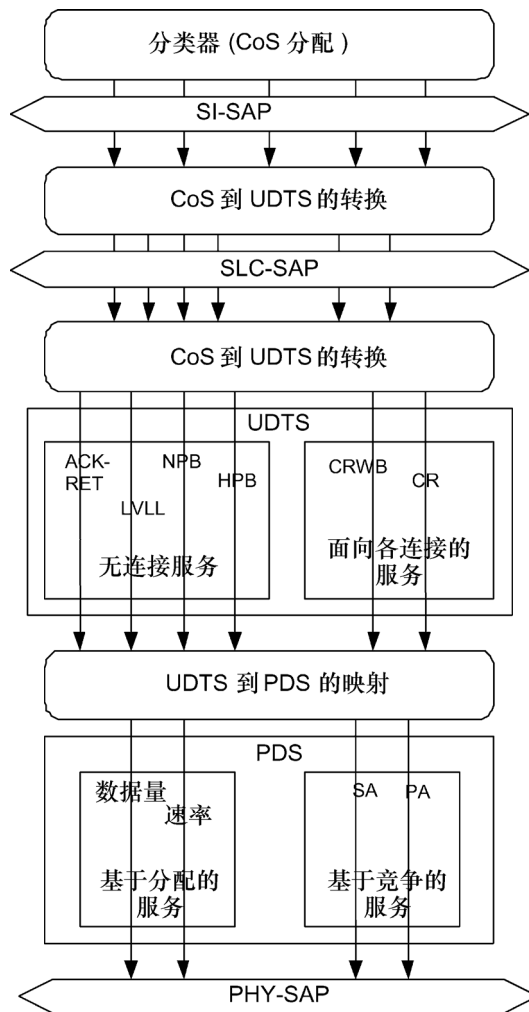 分类器 (CoS 分配 )
SI-SAP
CoS 到 UDTS 的转换
SLC-SAP
CoS 到 UDTS 的转换
UDTS
ACK-
RET
LVLL
NPB
HPB
无连接服务
CRWB
CR
面向各连接的
服务
UDTS 到 PDS 的映射
PDS
数据量
速率
基于分配的
服务
SA
PA
基于竞争的
服务
PHY-SAP